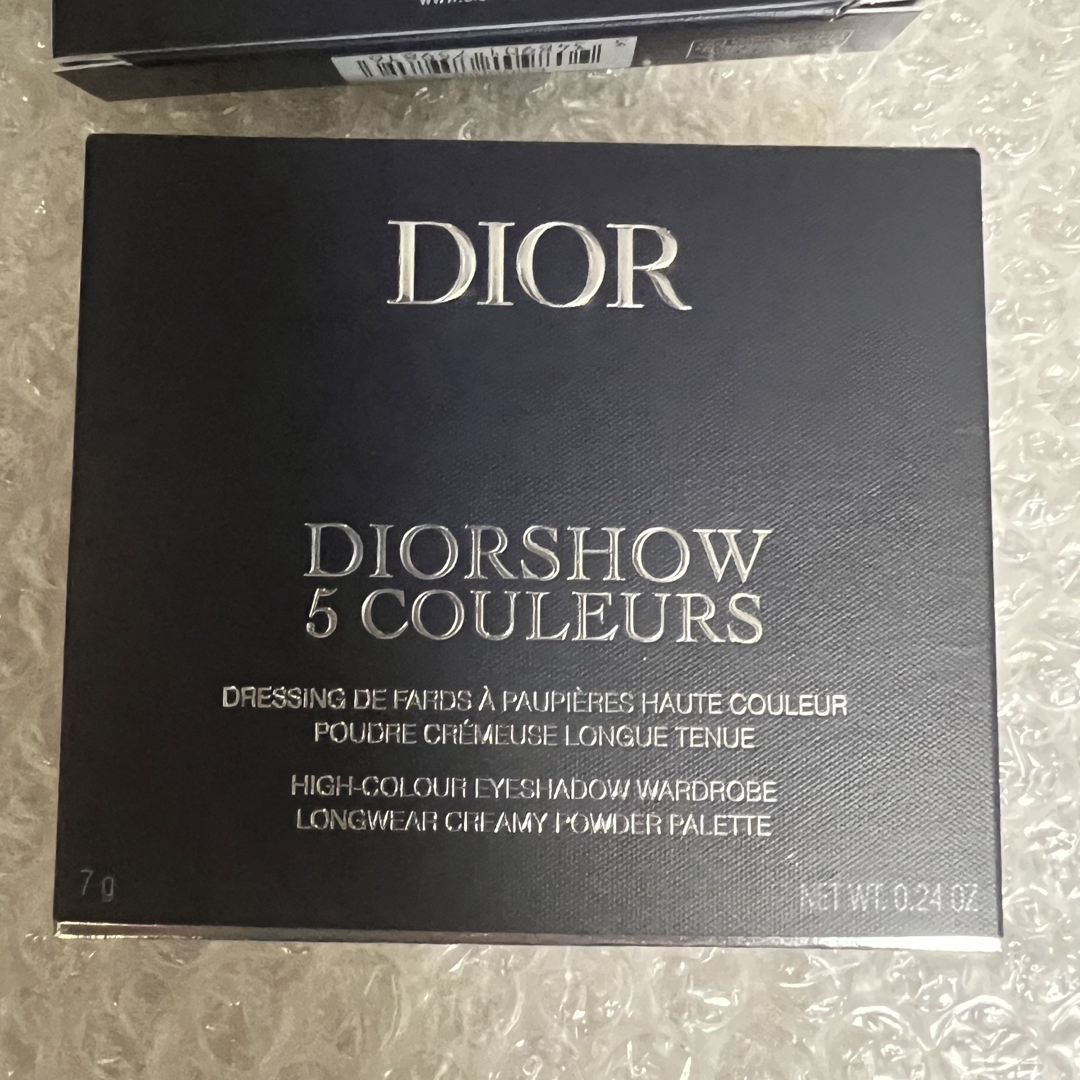 DIOR
DIORSHOW
5 COULEURS
DRESSING DE FARDS À PAUPIÈRES HAUTE COULEUR
POUDRE CRÉMEUSE LONGUE TENUE
HIGH-COLOUR EYESHADOW WARDROBE
LONGWEAR CREAMY POWDER PALETTE
7 g
NET WT. 0.24 OZ